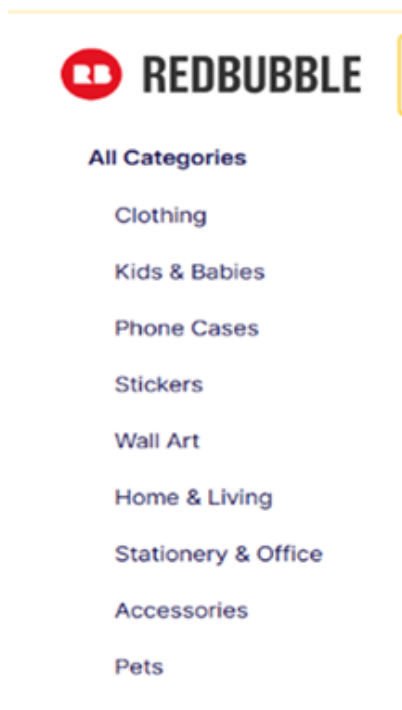 RB REDBUBBLE
All Categories
Clothing
Kids & Babies
Phone Cases
Stickers
Wall Art
Home & Living
Stationery & Office
Accessories
Pets